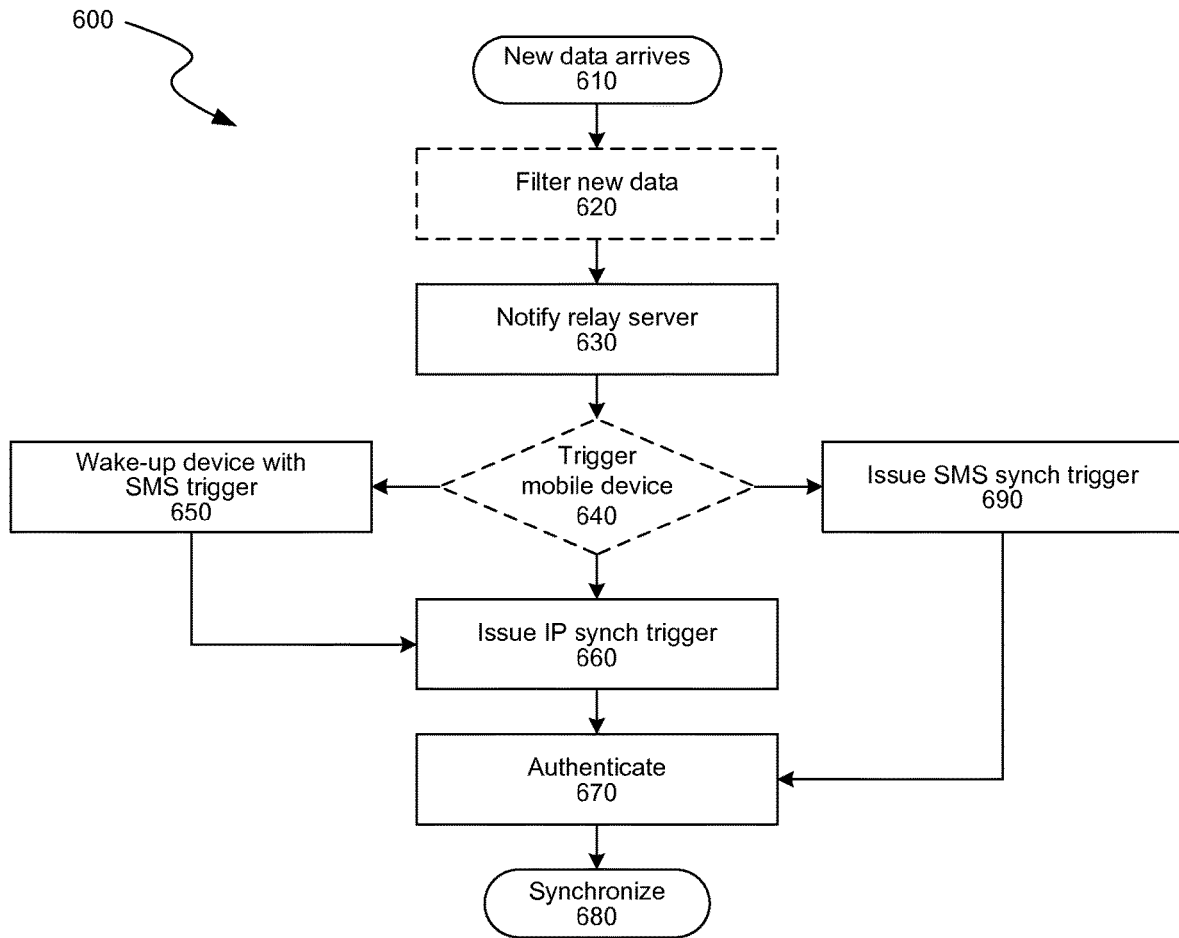 600
New data arrives
610
Filter new data
620
Notify relay server
630
Trigger
mobile device
640
Wake-up device with
SMS trigger
650
Issue SMS synch trigger
690
Issue IP synch trigger
660
Authenticate
670
Synchronize
680